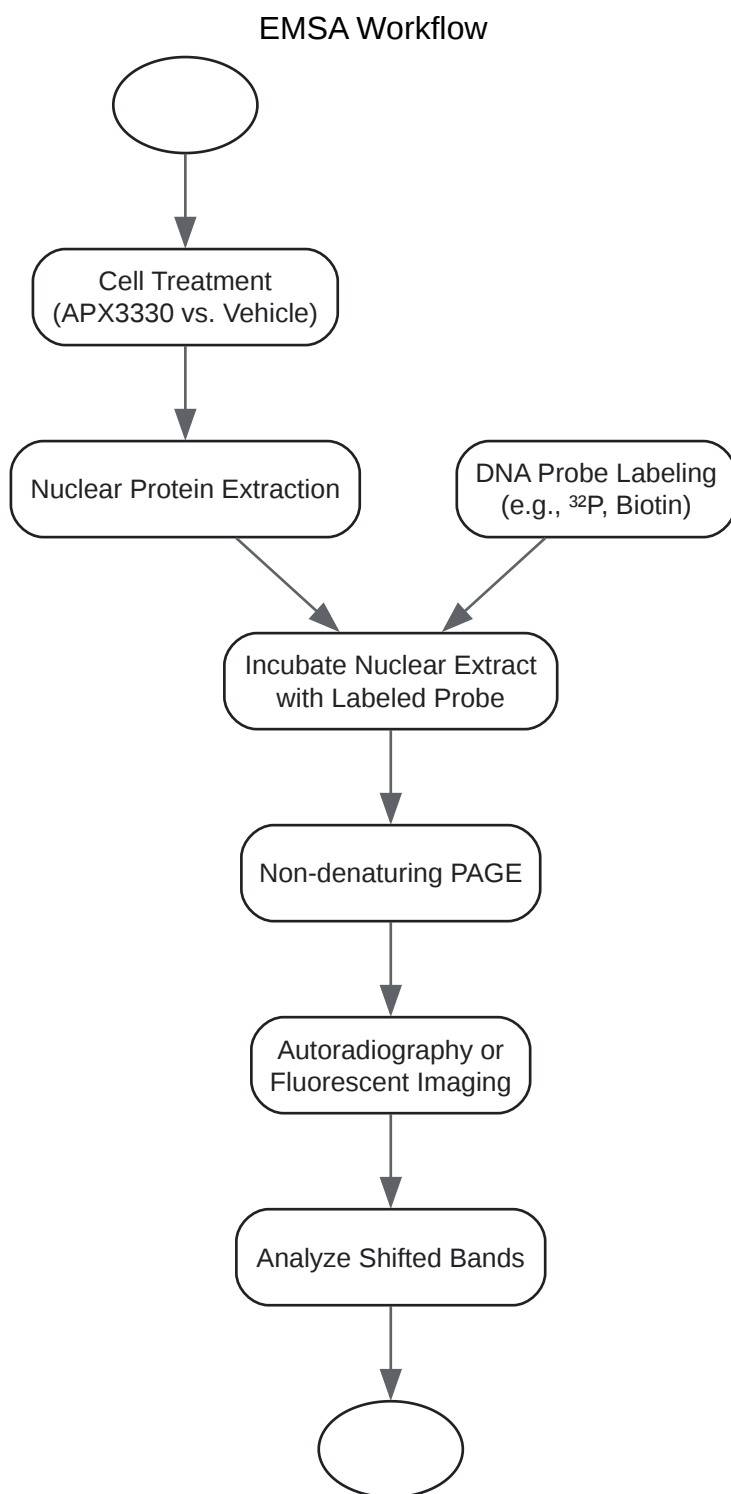 EMSA Workflow
Cell Treatment
(APX3330 vs. Vehicle)
Nuclear Protein Extraction
DNA Probe Labeling
(e.g., ³²P, Biotin)
Incubate Nuclear Extract
with Labeled Probe
Non-denaturing PAGE
Autoradiography or
Fluorescent Imaging
Analyze Shifted Bands